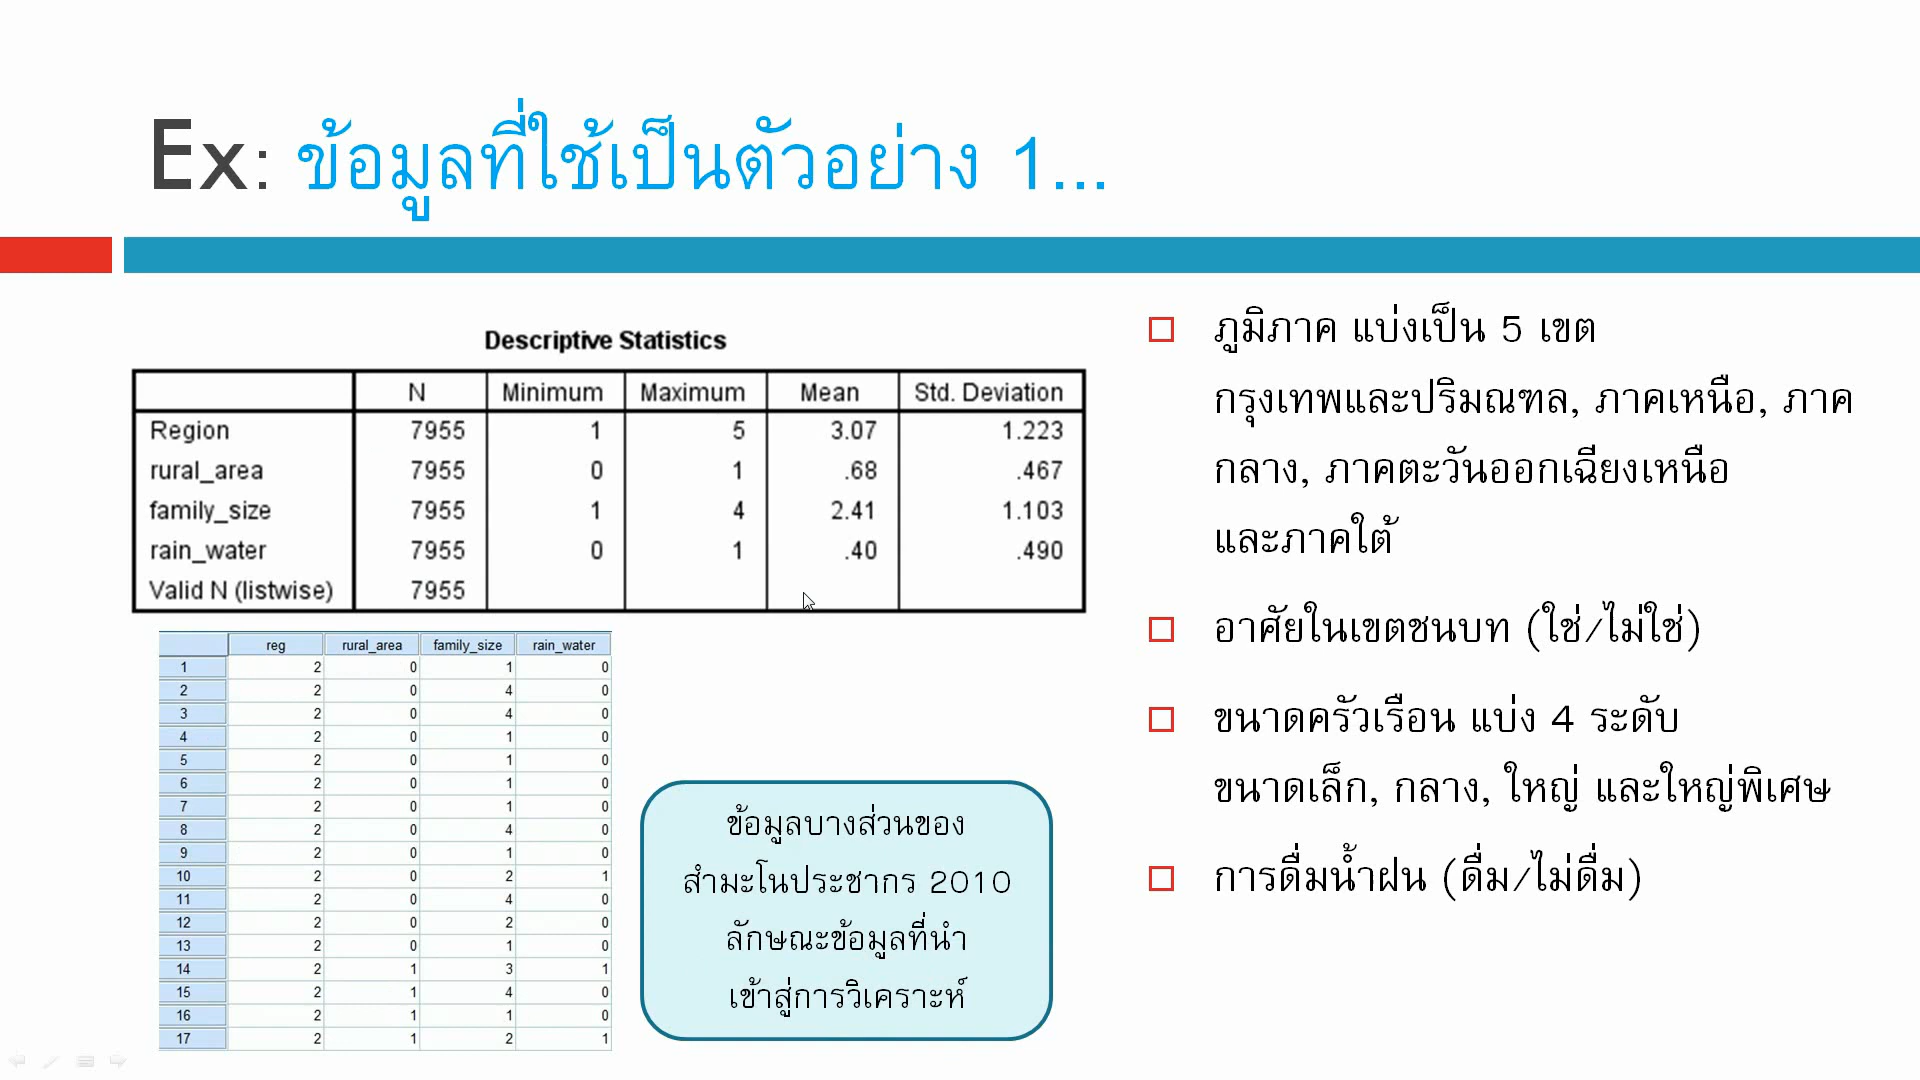 Ex: ข้อมูลที่ใช้เป็นตัวอย่าง 1...
Descriptive Statistics
N Minimum Maximum Mean Std. Deviation
Region 7955 1 5 3.07 1.223
rural_area 7955 0 1 .68 .467
family_size 7955 1 4 2.41 1.103
rain_water 7955 0 1 .40 .490
Valid N (listwise) 7955
reg rural_area family_size rain_water
1 2 0 1 0
2 2 0 4 0
3 2 0 4 0
4 2 0 1 0
5 2 0 1 0
6 2 0 1 0
7 2 0 1 0
8 2 0 4 0
9 2 0 1 0
10 2 0 2 1
11 2 0 4 0
12 2 0 2 0
13 2 0 1 0
14 2 1 3 1
15 2 1 4 0
16 2 1 1 0
17 2 1 2 1
ข้อมูลบางส่วนของ
สำมะโนประชากร 2010
ลักษณะข้อมูลที่นำ
เข้าสู่การวิเคราะห์
ภูมิภาค แบ่งเป็น 5 เขต
กรุงเทพและปริมณฑล, ภาคเหนือ, ภาค
กลาง, ภาคตะวันออกเฉียงเหนือ
และภาคใต้
อาศัยในเขตชนบท (ใช่/ไม่ใช่)
ขนาดครัวเรือน แบ่ง 4 ระดับ
ขนาดเล็ก, กลาง, ใหญ่ และใหญ่พิเศษ
การดื่มน้ำฝน (ดื่ม/ไม่ดื่ม)